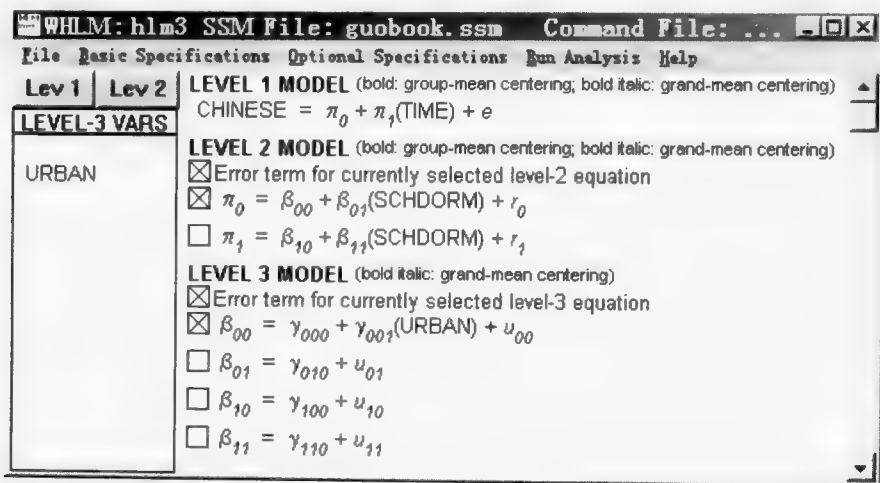 WHLM: hlm3 SSM File: guobook.ssm Command File: ...
File Basic Specifications Optional Specifications Run Analysis Help
Lev 1 Lev 2
LEVEL-3 VARS
URBAN
LEVEL 1 MODEL (bold: group-mean centering; bold italic: grand-mean centering)
CHINESE = π0 + π1(TIME) + e
LEVEL 2 MODEL (bold: group-mean centering; bold italic: grand-mean centering)
Error term for currently selected level-2 equation
π0 = β00 + β01(SCHDORM) + r0
π1 = β10 + β11(SCHDORM) + r1
LEVEL 3 MODEL (bold italic: grand-mean centering)
Error term for currently selected level-3 equation
β00 = γ000 + γ001(URBAN) + u00
β01 = γ010 + u01
β10 = γ100 + u10
β11 = γ110 + u11